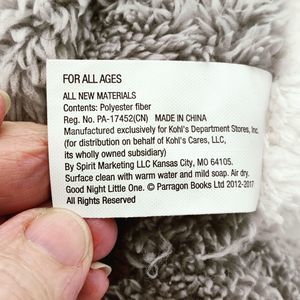 FOR ALL AGES
ALL NEW MATERIALS
Contents: Polyester fiber
Reg. No. PA-17452(CN) MADE IN CHINA
Manufactured exclusively for Kohl's Department Stores, Inc.
(for distribution on behalf of Kohl's Cares, LLC,
its wholly owned subsidiary)
By Spirit Marketing LLC Kansas City, MO 64105.
Surface clean with warm water and mild soap. Air dry.
Good Night Little One. © Parragon Books Ltd 2012-2017
All Rights Reserved